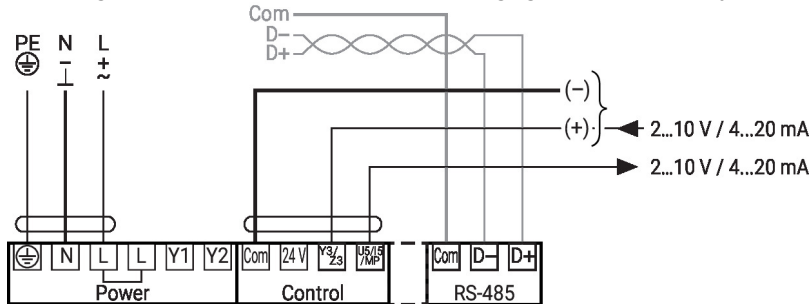 Com
D−
D+
PE N L
− +
⊥ ~
(−)
(+) 2...10 V / 4...20 mA
2...10 V / 4...20 mA
N L L Y1 Y2 Com 24 V Y3/Z3 U5/I5/MP Com D− D+
Power Control RS-485